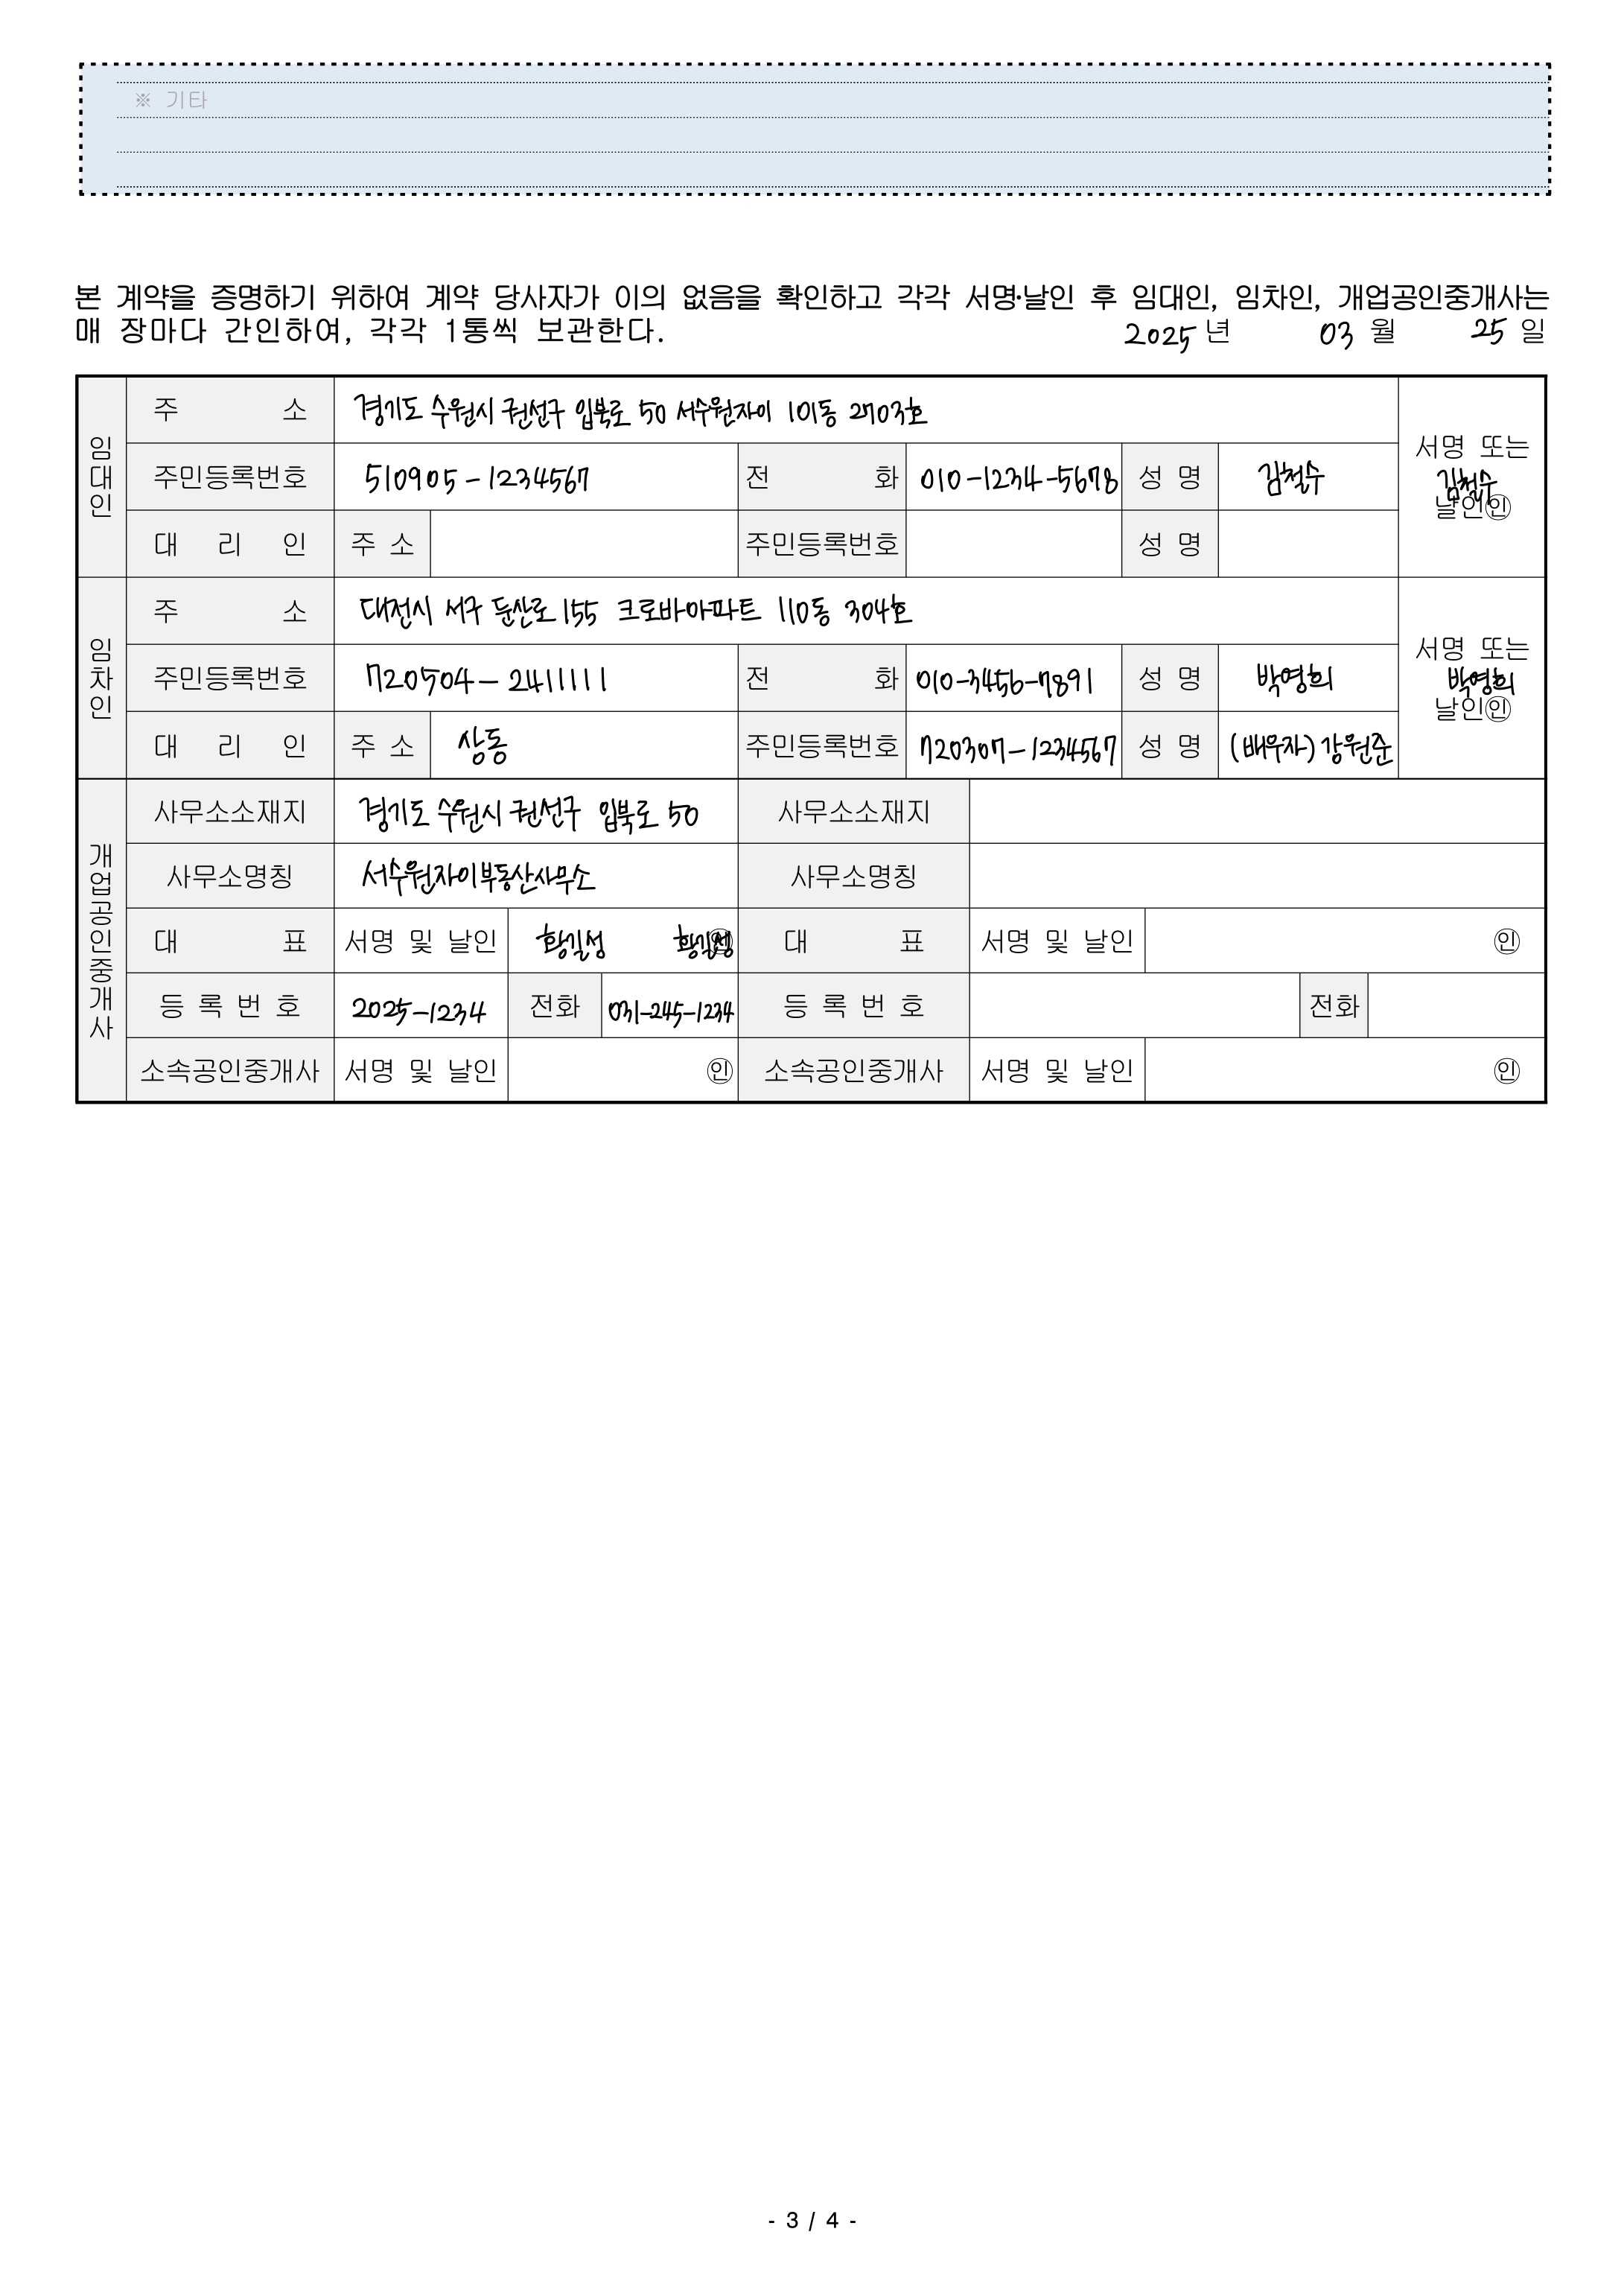 ※ 기타
본 계약을 증명하기 위하여 계약 당사자가 이의 없음을 확인하고 각각 서명·날인 후 임대인, 임차인, 개업공인중개사는
매 장마다 간인하여, 각각 1통씩 보관한다. 2025 년 03 월 25 일
임대인
주 소 경기도 수원시 권선구 입북로 50 서수원자이 101동 2703호
주민등록번호 510905-1234567 전 화 010-1234-5678 성 명 김철수
서명 또는
김철수
날인㊞
대 리 인 주 소 주민등록번호 성 명
임차인
주 소 대전시 서구 둔산로 155 크로바아파트 110동 304호
주민등록번호 720504-2411111 전 화 010-3456-7891 성 명 박영희
서명 또는
박영희
날인㊞
대 리 인 주 소 상동 주민등록번호 720307-1234567 성 명 (배우자) 강원준
개업공인중개사
사무소소재지 경기도 수원시 권선구 입북로 50 사무소소재지
사무소명칭 서수원자이부동산사무소 사무소명칭
대 표 서명 및 날인 황길성 황길성 ㊞ 대 표 서명 및 날인 ㊞
등 록 번 호 2025-1234 전화 031-245-1234 등 록 번 호 전화
소속공인중개사 서명 및 날인 ㊞ 소속공인중개사 서명 및 날인 ㊞
- 3 / 4 -